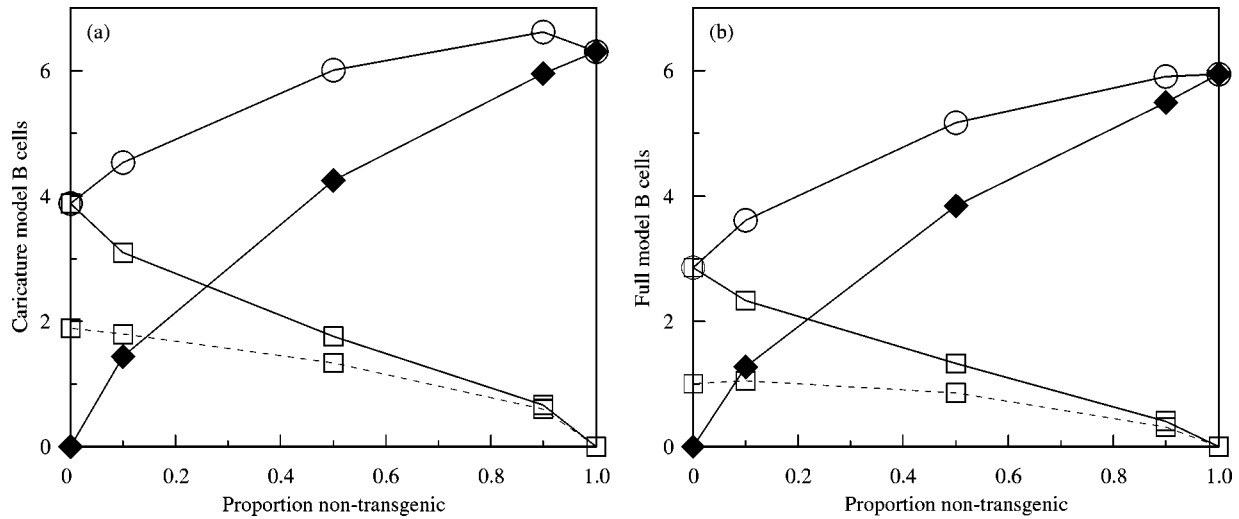 (a)
Caricature model B cells
6
4
2
0
0 0.2 0.4 0.6 0.8 1.0
Proportion non-transgenic
(b)
Full model B cells
6
4
2
0
0 0.2 0.4 0.6 0.8 1.0
Proportion non-transgenic